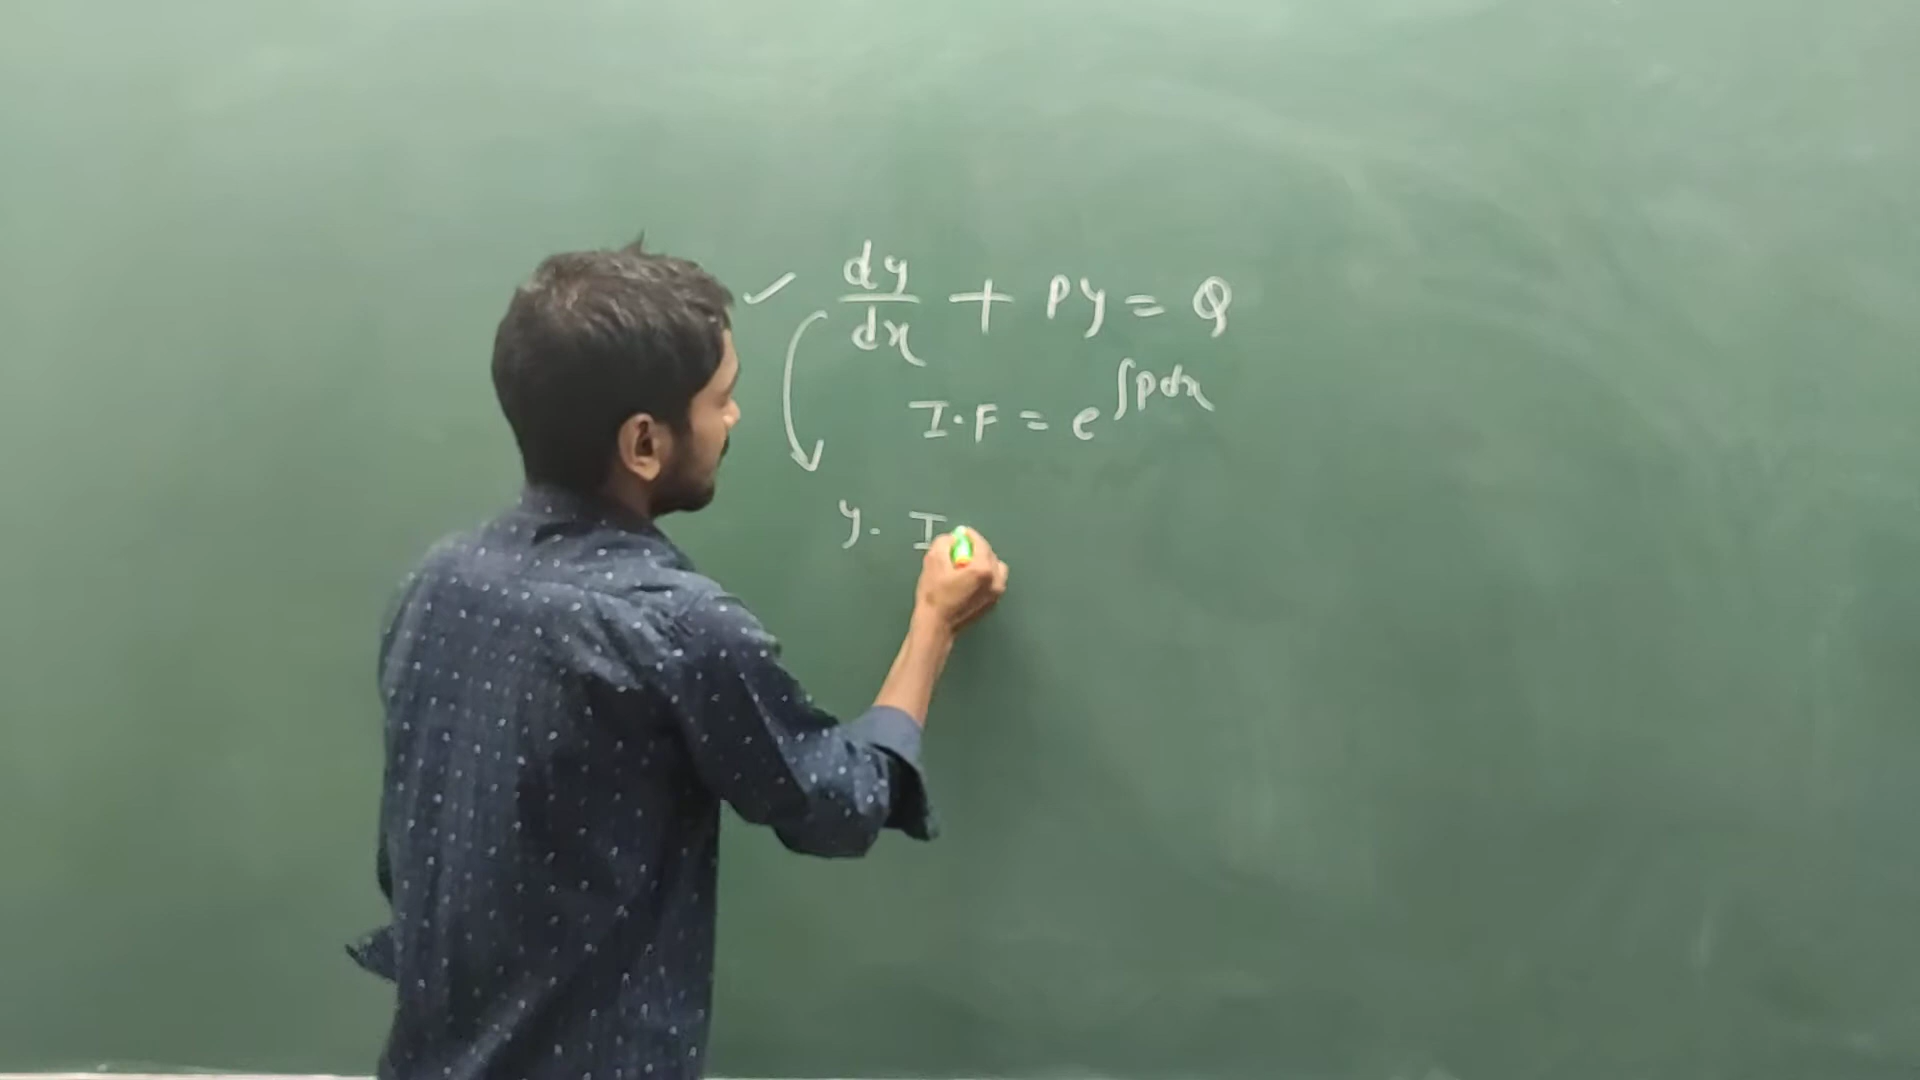 ✓ dy/dx + Py = Q
I.F = e^∫Pdx
y. I